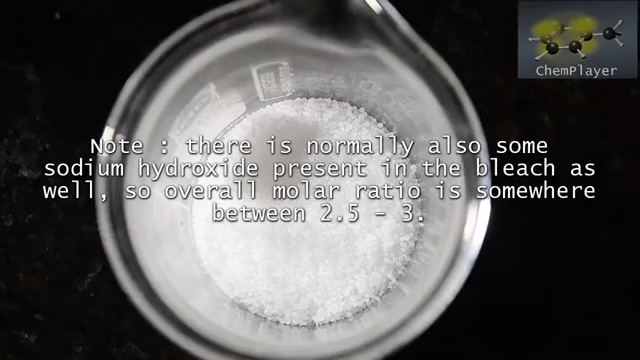 ChemPlayer
Note : there is normally also some
sodium hydroxide present in the bleach as
well, so overall molar ratio is somewhere
between 2.5 - 3.